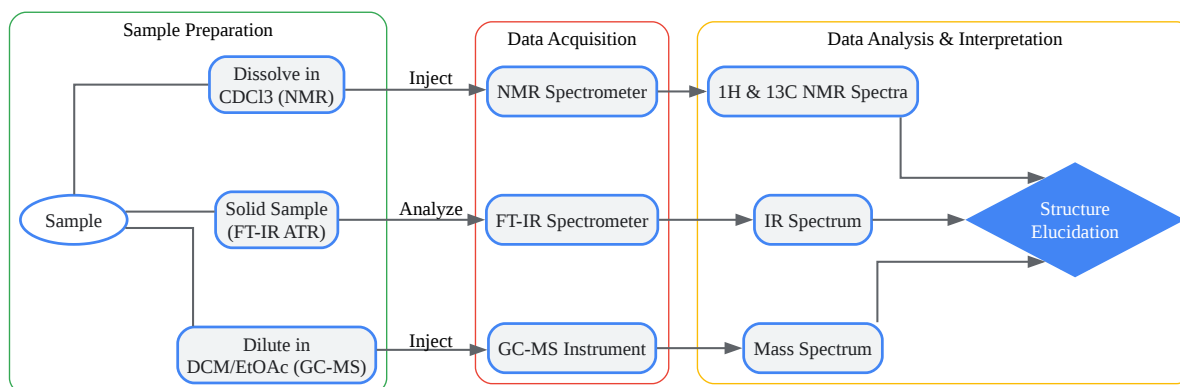 Sample Preparation
Data Acquisition
Data Analysis & Interpretation
Dissolve in
CDCl3 (NMR)
Inject
NMR Spectrometer
1H & 13C NMR Spectra
Sample
Solid Sample
(FT-IR ATR)
Analyze
FT-IR Spectrometer
IR Spectrum
Structure
Elucidation
Dilute in
DCM/EtOAc (GC-MS)
Inject
GC-MS Instrument
Mass Spectrum